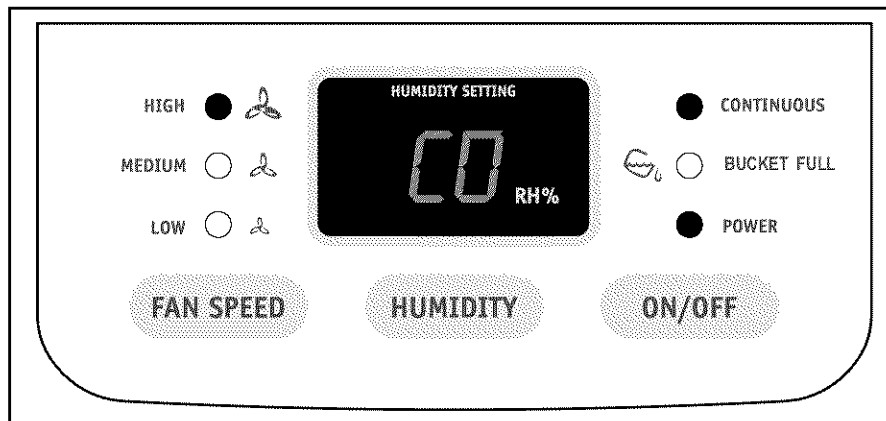 HUMIDITY SETTING
HIGH
CO
CONTINUOUS
MEDIUM
BUCKET FULL
RH%
LOW
POWER
FAN SPEED
HUMIDITY
ON/OFF